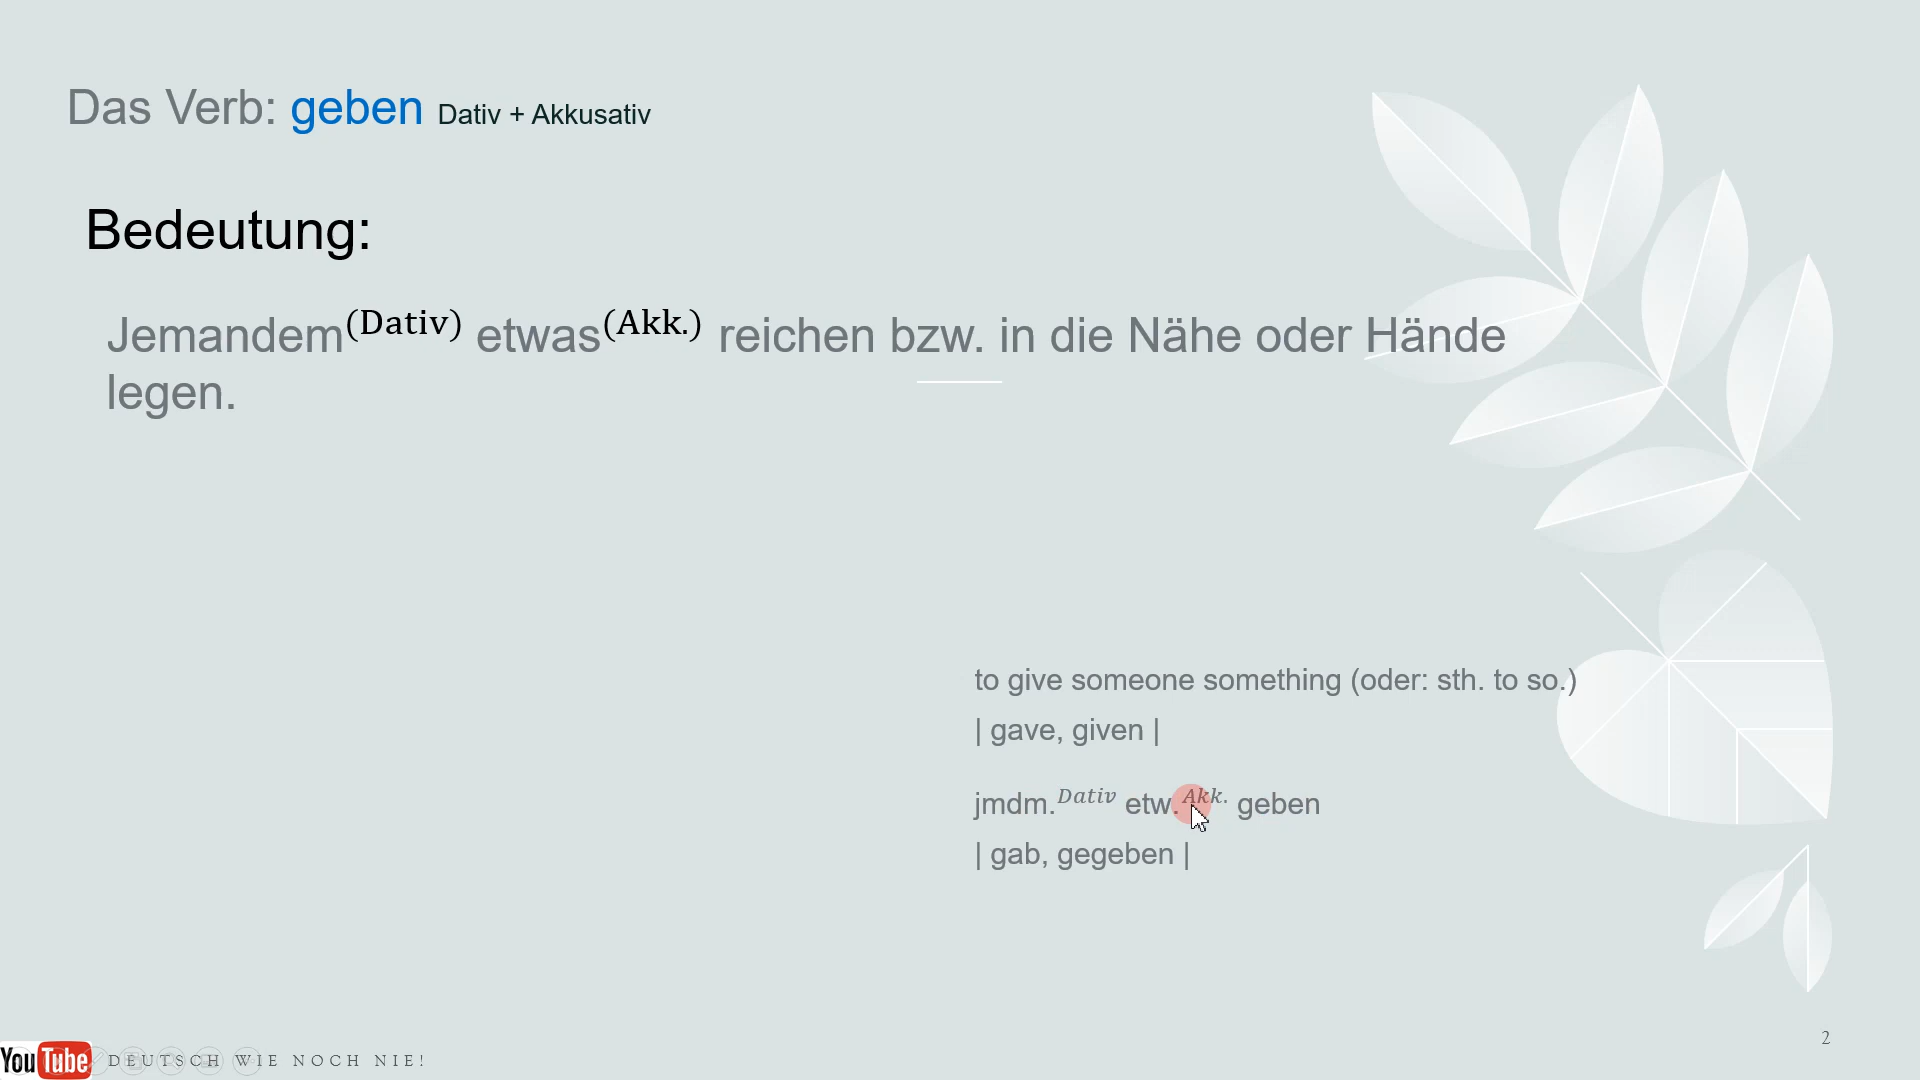 Das Verb: geben Dativ + Akkusativ
Bedeutung:
Jemandem(Dativ) etwas(Akk.) reichen bzw. in die Nähe oder Hände
legen.
to give someone something (oder: sth. to so.)
| gave, given |
jmdm.Dativ etw.Akk. geben
| gab, gegeben |
2
YouTube DEUTSCH WIE NOCH NIE!